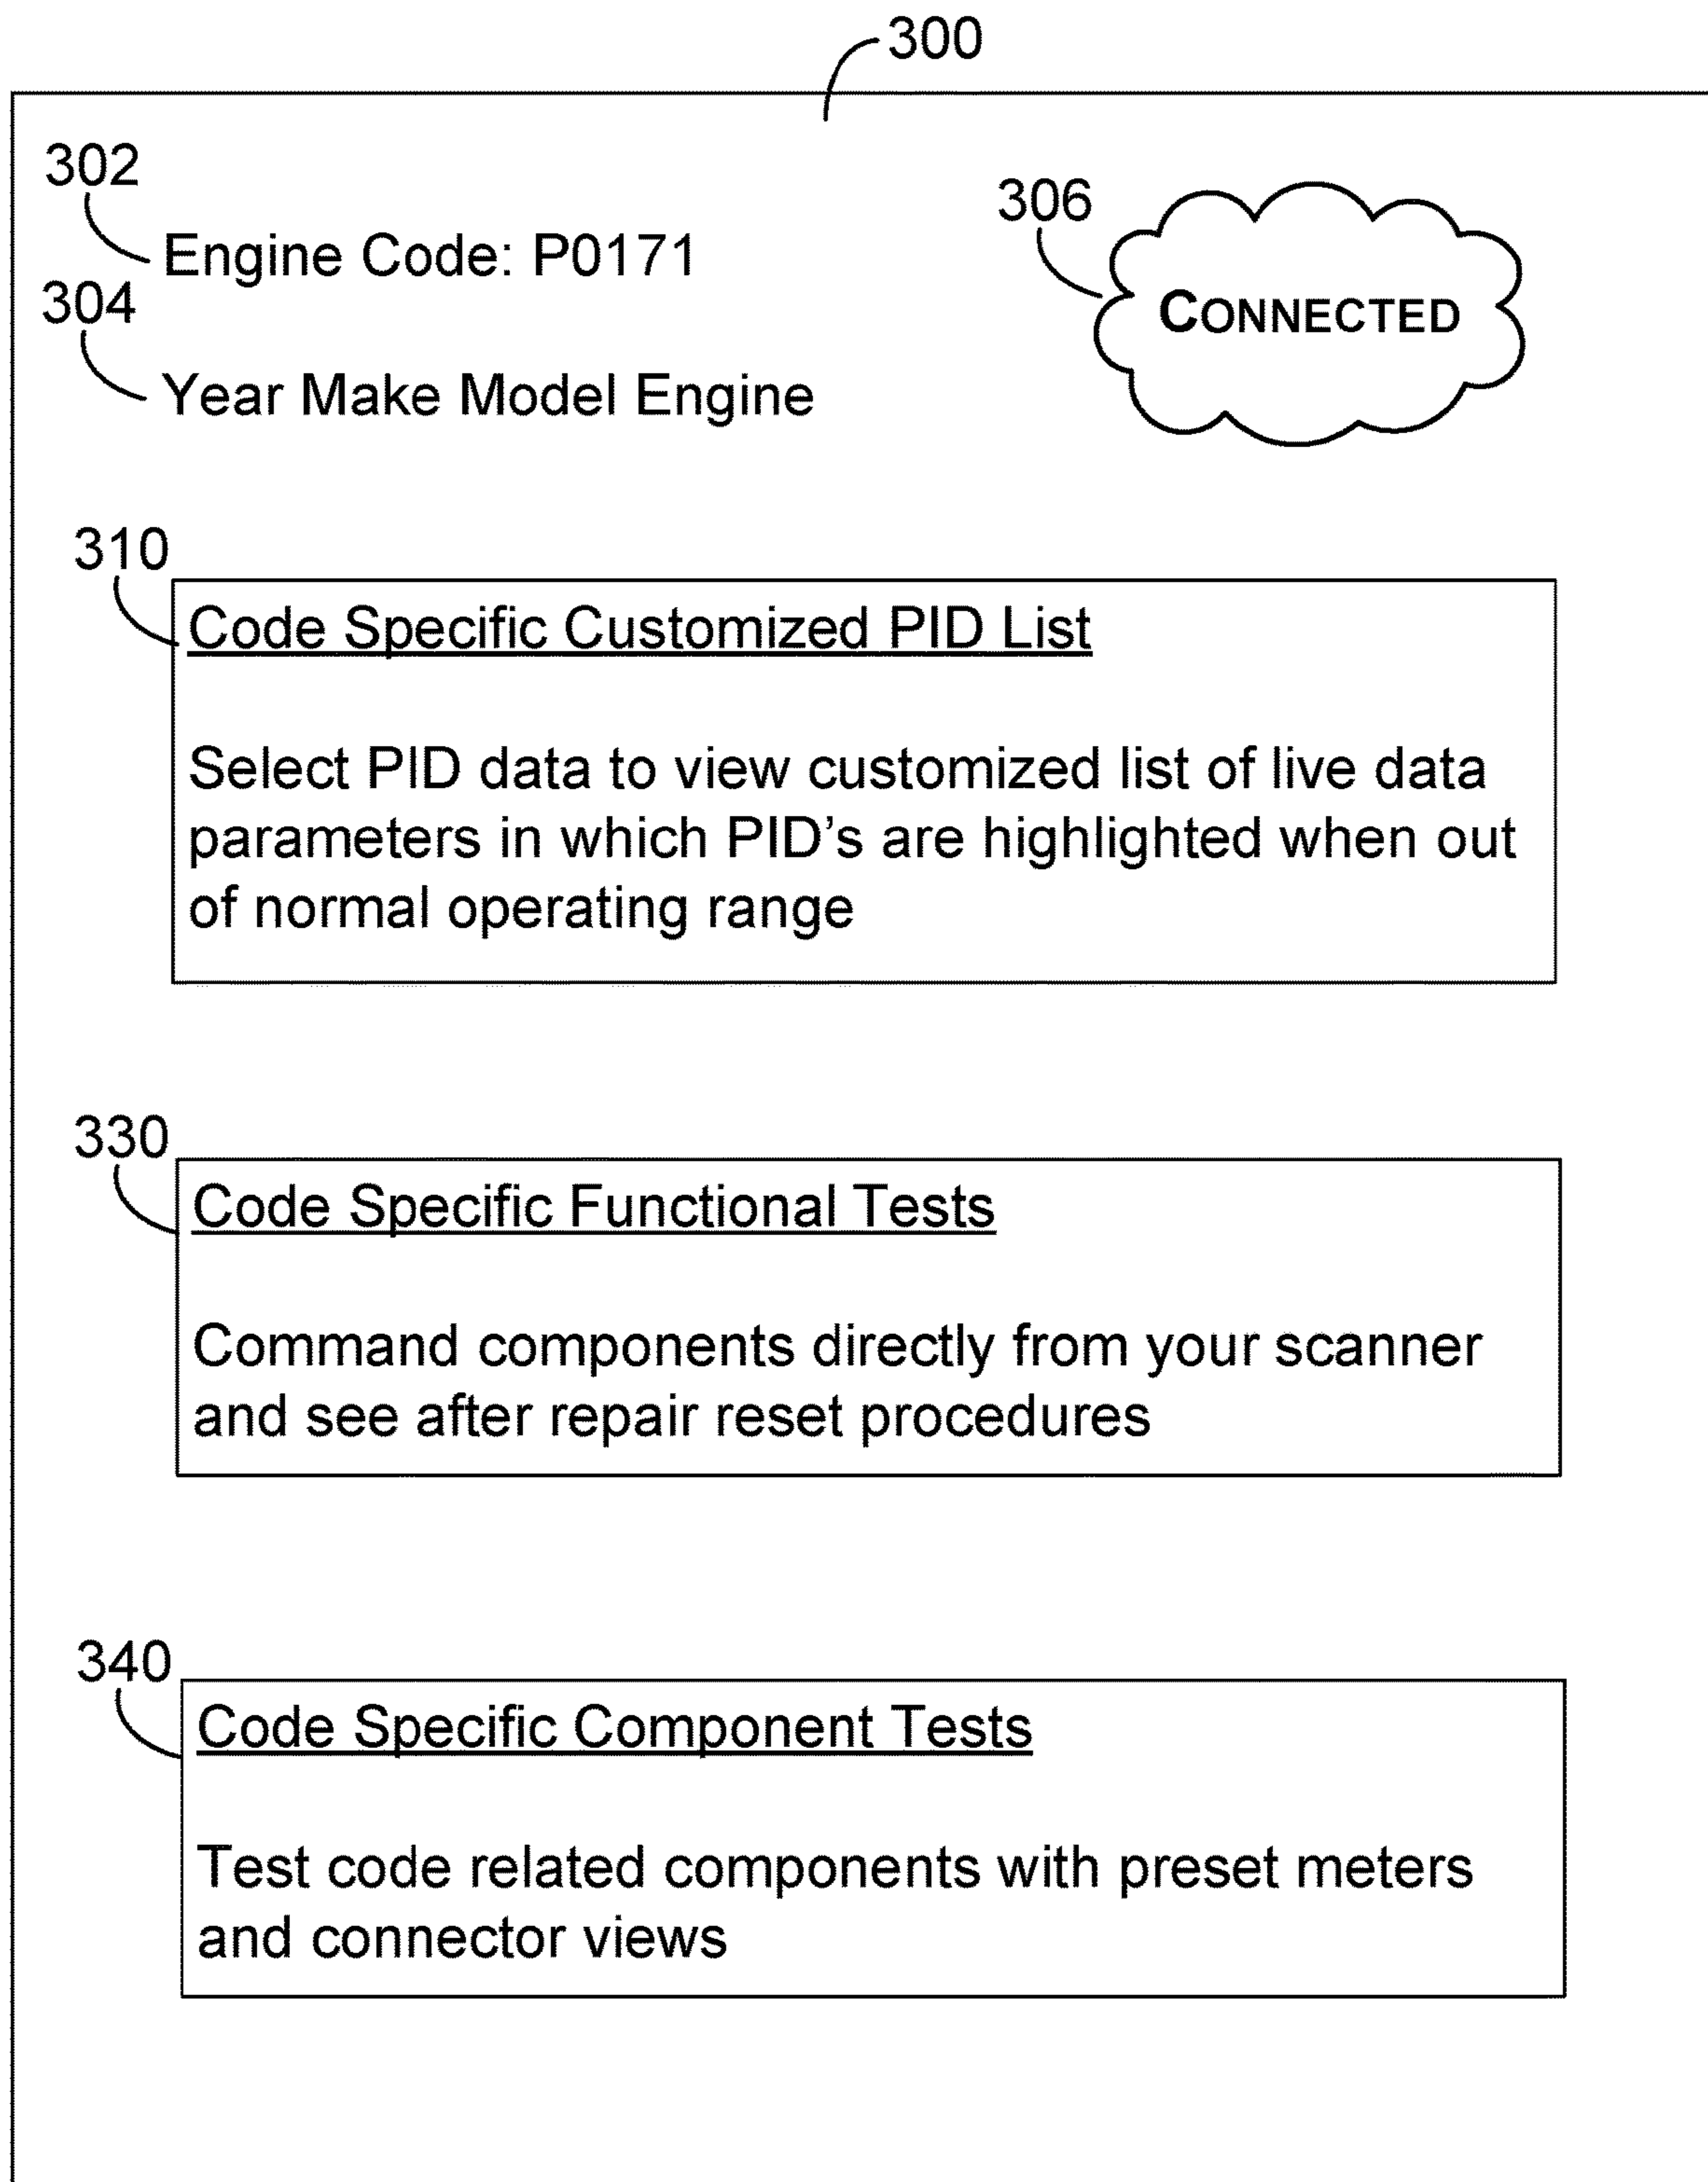 300
302
Engine Code: P0171
304
Year Make Model Engine
306
CONNECTED
310
Code Specific Customized PID List
Select PID data to view customized list of live data
parameters in which PID's are highlighted when out
of normal operating range
330
Code Specific Functional Tests
Command components directly from your scanner
and see after repair reset procedures
340
Code Specific Component Tests
Test code related components with preset meters
and connector views